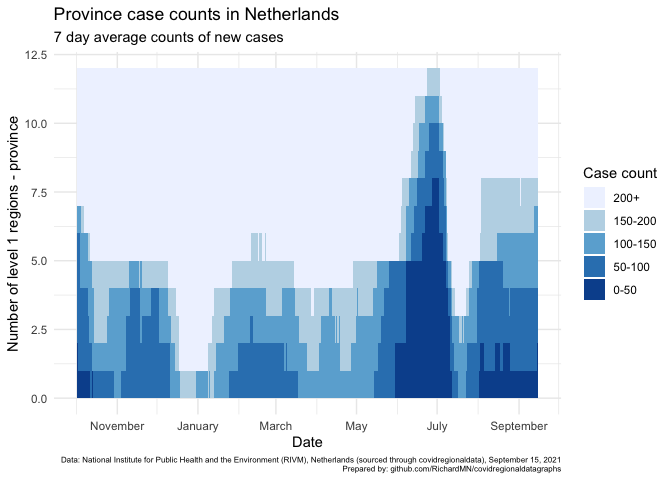 Province case counts in Netherlands
7 day average counts of new cases
Number of level 1 regions - province
12.5
10.0
7.5
5.0
2.5
0.0
November January March May July September
Date
Case count
200+
150-200
100-150
50-100
0-50
Data: National Institute for Public Health and the Environment (RIVM), Netherlands (sourced through covidregionaldata), September 15, 2021
Prepared by: github.com/RichardMN/covidregionaldatagraphs